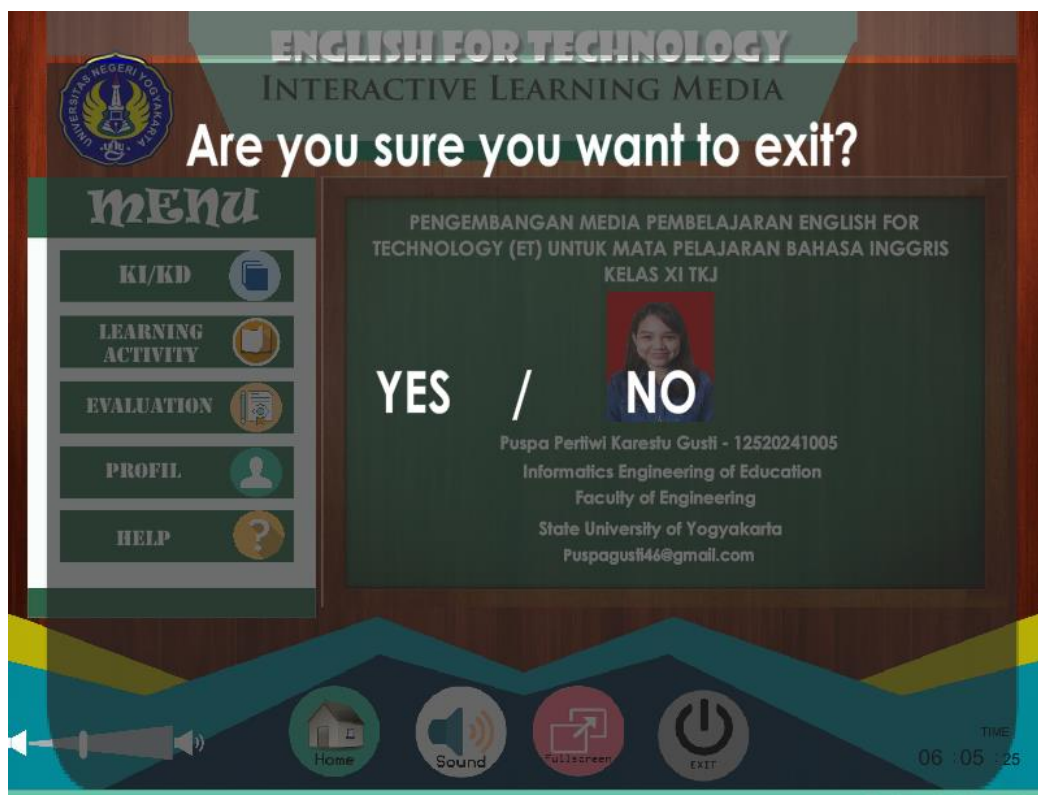 ENGLISH FOR TECHNOLOGY
INTERACTIVE LEARNING MEDIA
UNIVERSITAS NEGERI YOGYAKARTA
Are you sure you want to exit?
MENU
KI/KD
LEARNING
ACTIVITY
EVALUATION
PROFIL
HELP
PENGEMBANGAN MEDIA PEMBELAJARAN ENGLISH FOR
TECHNOLOGY (ET) UNTUK MATA PELAJARAN BAHASA INGGRIS
KELAS XI TKJ
YES / NO
Puspa Pertiwi Karestu Gusti - 12520241005
Informatics Engineering of Education
Faculty of Engineering
State University of Yogyakarta
Puspagusti46@gmail.com
Home
Sound
Fullscreen
EXIT
TIME
06 :05 :25